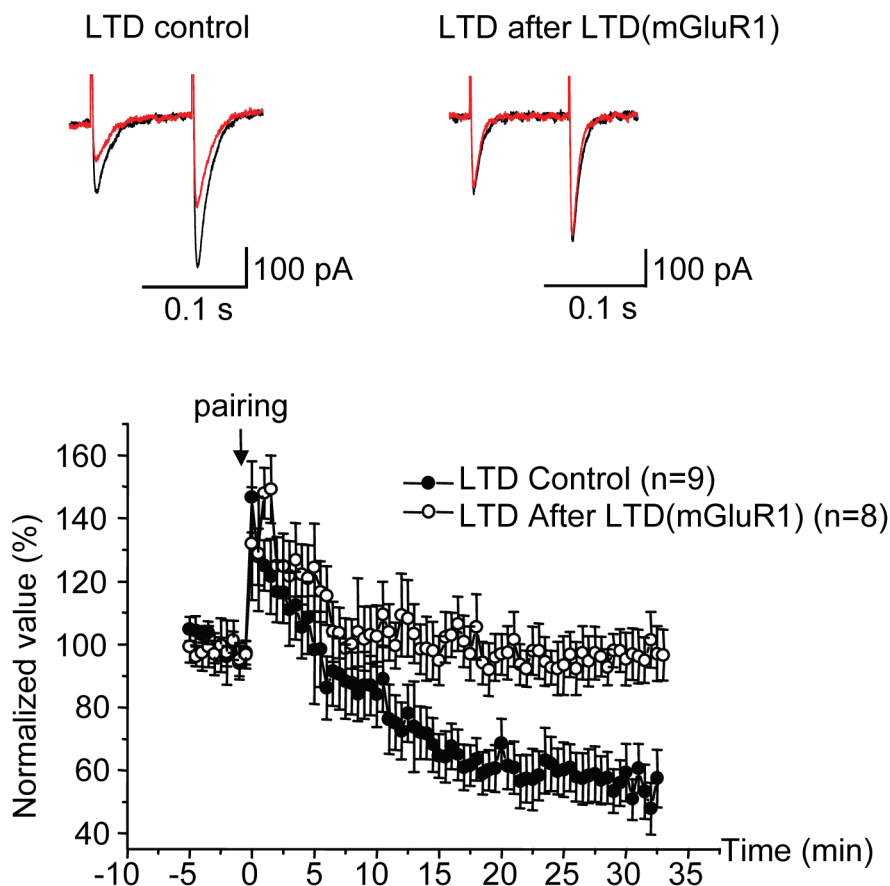 LTD control
LTD after LTD(mGluR1)
100 pA
0.1 s
100 pA
0.1 s
pairing
160
140
120
100
80
60
40
Normalized value (%)
LTD Control (n=9)
LTD After LTD(mGluR1) (n=8)
-10 -5 0 5 10 15 20 25 30 35
Time (min)